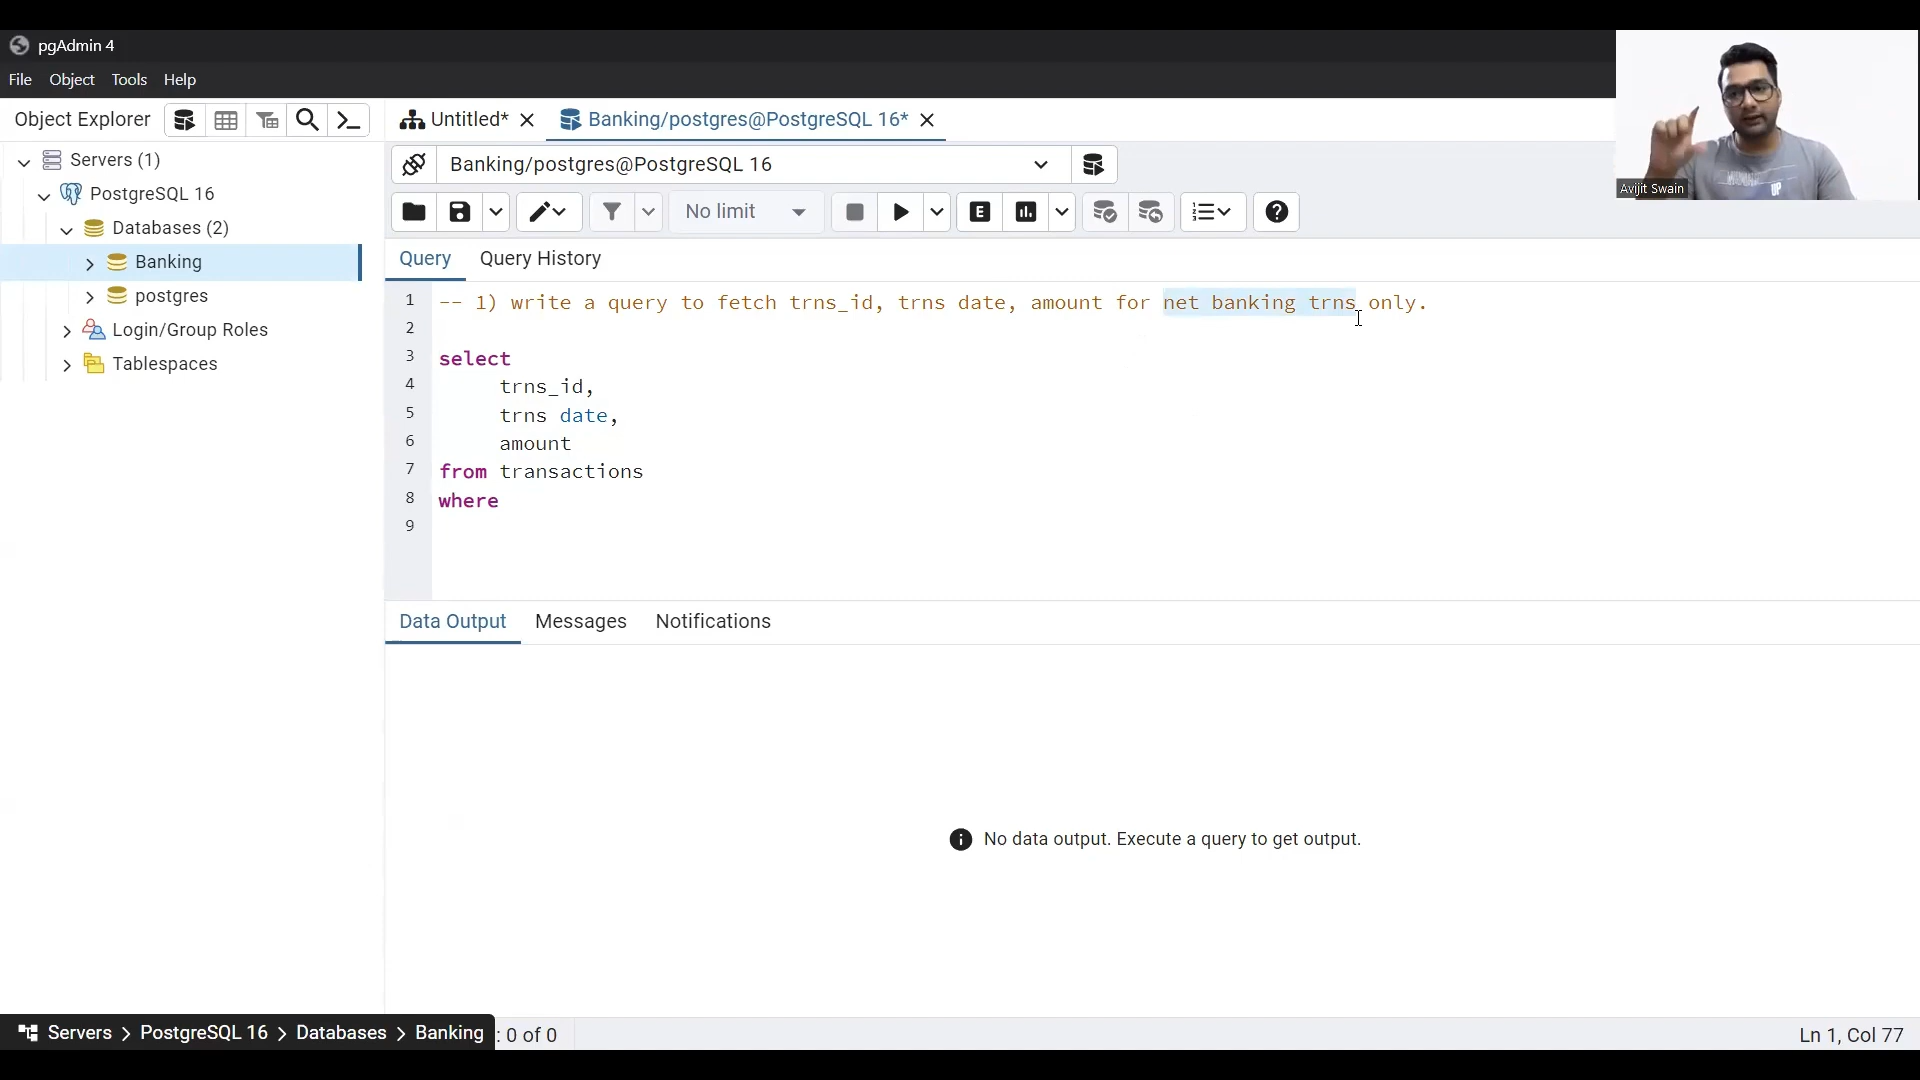 pgAdmin 4
File Object Tools Help
Avijit Swain
Object Explorer
Untitled*
Banking/postgres@PostgreSQL 16*
Servers (1)
PostgreSQL 16
Databases (2)
Banking
postgres
Login/Group Roles
Tablespaces
Banking/postgres@PostgreSQL 16
No limit
E
Query Query History
1 -- 1) write a query to fetch trns_id, trns date, amount for net banking trns only.
2
3 select
4 trns_id,
5 trns date,
6 amount
7 from transactions
8 where
9
Data Output Messages Notifications
No data output. Execute a query to get output.
Servers > PostgreSQL 16 > Databases > Banking
: 0 of 0
Ln 1, Col 77